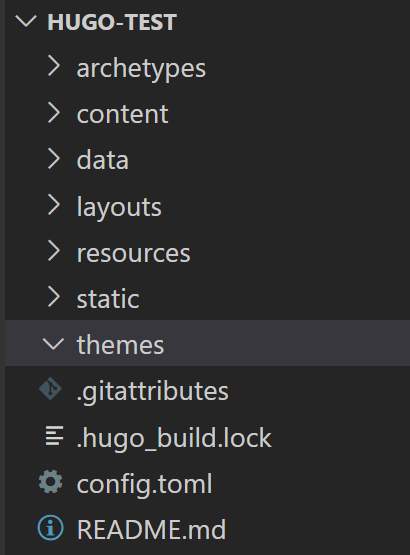 HUGO-TEST
archetypes
content
data
layouts
resources
static
themes
.gitattributes
.hugo_build.lock
config.toml
README.md